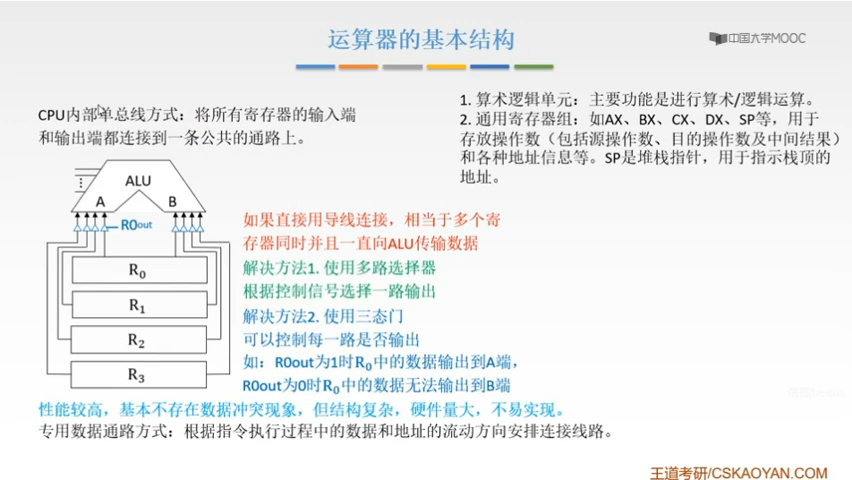 运算器的基本结构
中国大学MOOC
CPU内部单总线方式：将所有寄存器的输入端
和输出端都连接到一条公共的通路上。
1. 算术逻辑单元：主要功能是进行算术/逻辑运算。
2. 通用寄存器组：如AX、BX、CX、DX、SP等，用于
存放操作数（包括源操作数、目的操作数及中间结果）
和各种地址信息等。SP是堆栈指针，用于指示栈顶的
地址。
ALU
A B
R0out
R0
R1
R2
R3
如果直接用导线连接，相当于多个寄
存器同时并且一直向ALU传输数据
解决方法1. 使用多路选择器
根据控制信号选择一路输出
解决方法2. 使用三态门
可以控制每一路是否输出
如：R0out为1时R0中的数据输出到A端，
R0out为0时R0中的数据无法输出到B端
性能较高，基本不存在数据冲突现象，但结构复杂，硬件量大，不易实现。
专用数据通路方式：根据指令执行过程中的数据和地址的流动方向安排连接线路。
王道考研/CSKAOYAN.COM